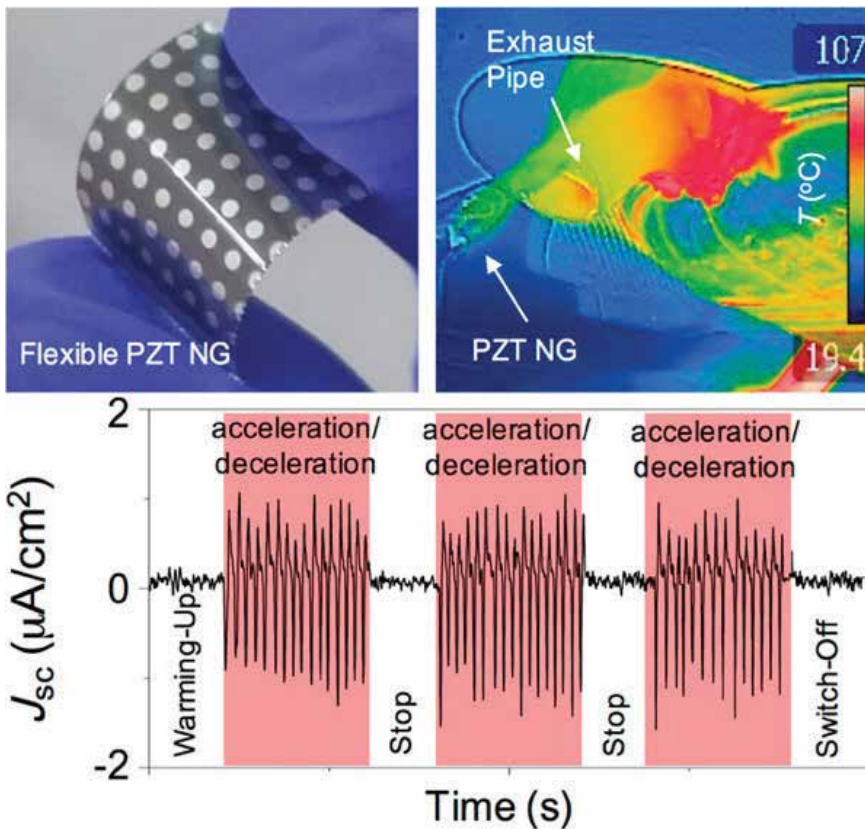 Flexible PZT NG
Exhaust
Pipe
PZT NG
107
T (ºC)
19.4
2
0
-2
Jsc (μA/cm²)
acceleration/
deceleration
acceleration/
deceleration
acceleration/
deceleration
Warming-Up
Stop
Stop
Switch-Off
Time (s)